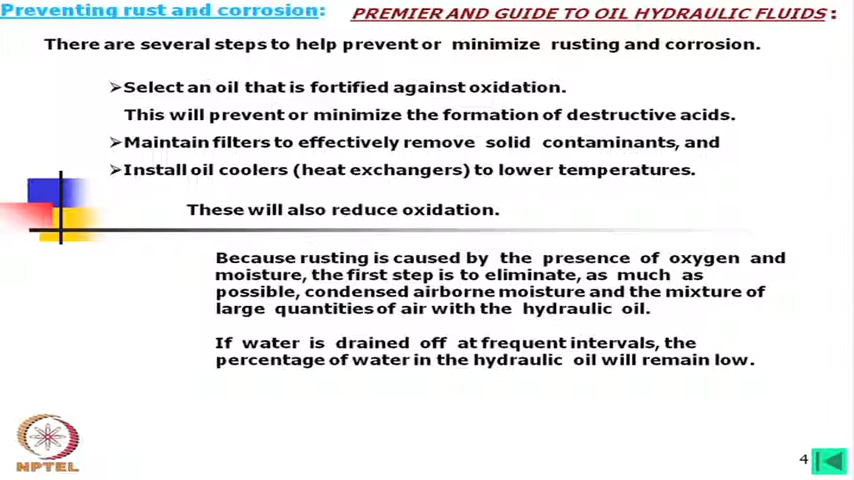 Preventing rust and corrosion:
PREMIER AND GUIDE TO OIL HYDRAULIC FLUIDS :
There are several steps to help prevent or minimize rusting and corrosion.
➢Select an oil that is fortified against oxidation.
This will prevent or minimize the formation of destructive acids.
➢Maintain filters to effectively remove solid contaminants, and
➢Install oil coolers (heat exchangers) to lower temperatures.
These will also reduce oxidation.
Because rusting is caused by the presence of oxygen and
moisture, the first step is to eliminate, as much as
possible, condensed airborne moisture and the mixture of
large quantities of air with the hydraulic oil.
If water is drained off at frequent intervals, the
percentage of water in the hydraulic oil will remain low.
NPTEL
4